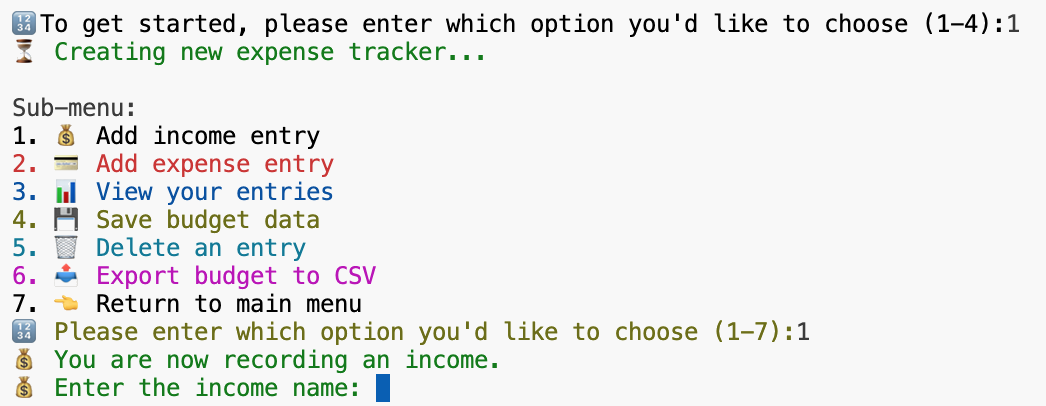 🔢To get started, please enter which option you'd like to choose (1-4):1
⏳ Creating new expense tracker...
Sub-menu:
1. 💰 Add income entry
2. 💳 Add expense entry
3. 📊 View your entries
4. 💾 Save budget data
5. 🗑️ Delete an entry
6. 📤 Export budget to CSV
7. 👈 Return to main menu
🔢 Please enter which option you'd like to choose (1-7):1
💰 You are now recording an income.
💰 Enter the income name: